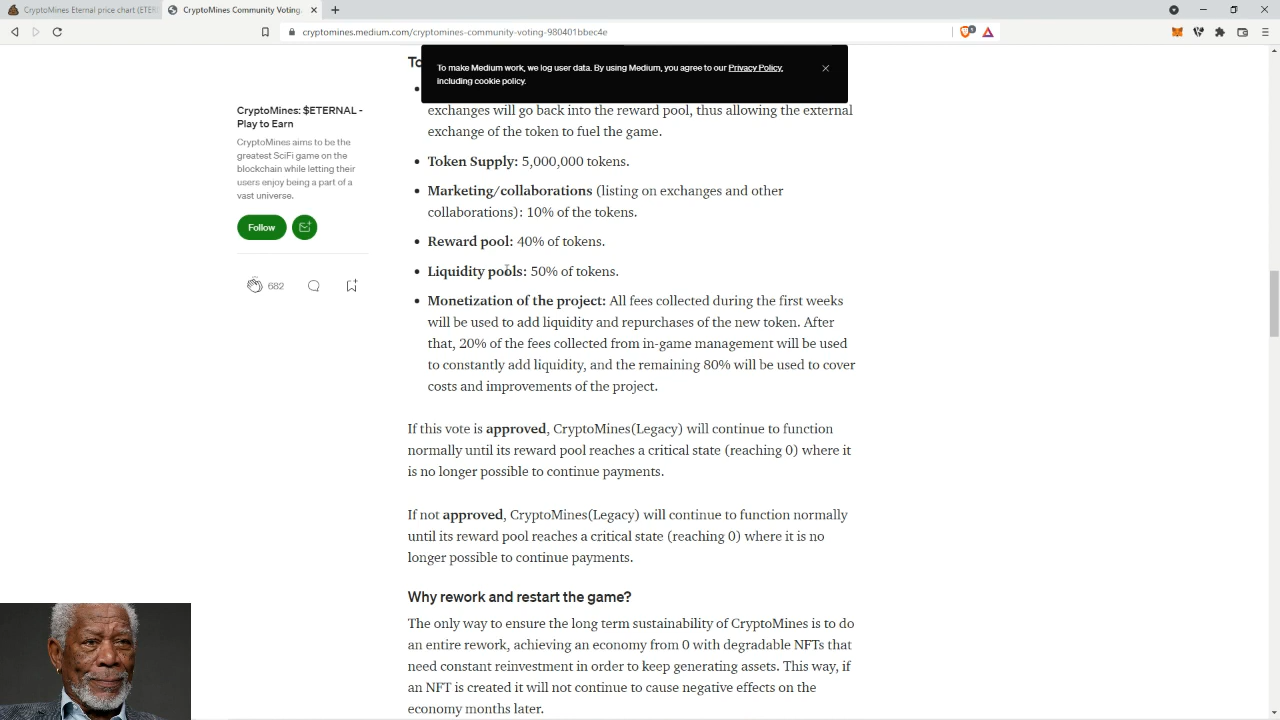 CryptoMines Eternal price chart (ETER
CryptoMines Community Voting.
cryptomines.medium.com/cryptomines-community-voting-980401bbec4e
To make Medium work, we log user data. By using Medium, you agree to our Privacy Policy,
including cookie policy.
To
exchanges will go back into the reward pool, thus allowing the external
exchange of the token to fuel the game.
CryptoMines: $ETERNAL -
Play to Earn
CryptoMines aims to be the
greatest SciFi game on the
blockchain while letting their
users enjoy being a part of a
vast universe.
Follow
682
Token Supply: 5,000,000 tokens.
Marketing/collaborations (listing on exchanges and other
collaborations): 10% of the tokens.
Reward pool: 40% of tokens.
Liquidity pools: 50% of tokens.
Monetization of the project: All fees collected during the first weeks
will be used to add liquidity and repurchases of the new token. After
that, 20% of the fees collected from in-game management will be used
to constantly add liquidity, and the remaining 80% will be used to cover
costs and improvements of the project.
If this vote is approved, CryptoMines(Legacy) will continue to function
normally until its reward pool reaches a critical state (reaching 0) where it
is no longer possible to continue payments.
If not approved, CryptoMines(Legacy) will continue to function normally
until its reward pool reaches a critical state (reaching 0) where it is no
longer possible to continue payments.
Why rework and restart the game?
The only way to ensure the long term sustainability of CryptoMines is to do
an entire rework, achieving an economy from 0 with degradable NFTs that
need constant reinvestment in order to keep generating assets. This way, if
an NFT is created it will not continue to cause negative effects on the
economy months later.